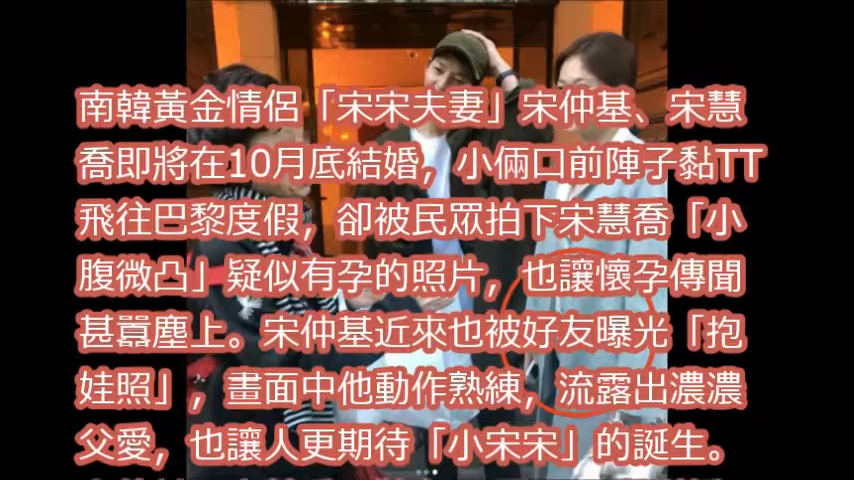 南韓黃金情侶「宋宋夫妻」宋仲基、宋慧
喬即將在10月底結婚，小倆口前陣子黏TT
飛往巴黎度假，卻被民眾拍下宋慧喬「小
腹微凸」疑似有孕的照片，也讓懷孕傳聞
甚囂塵上。宋仲基近來也被好友曝光「抱
娃照」，畫面中他動作熟練，流露出濃濃
父愛，也讓人更期待「小宋宋」的誕生。